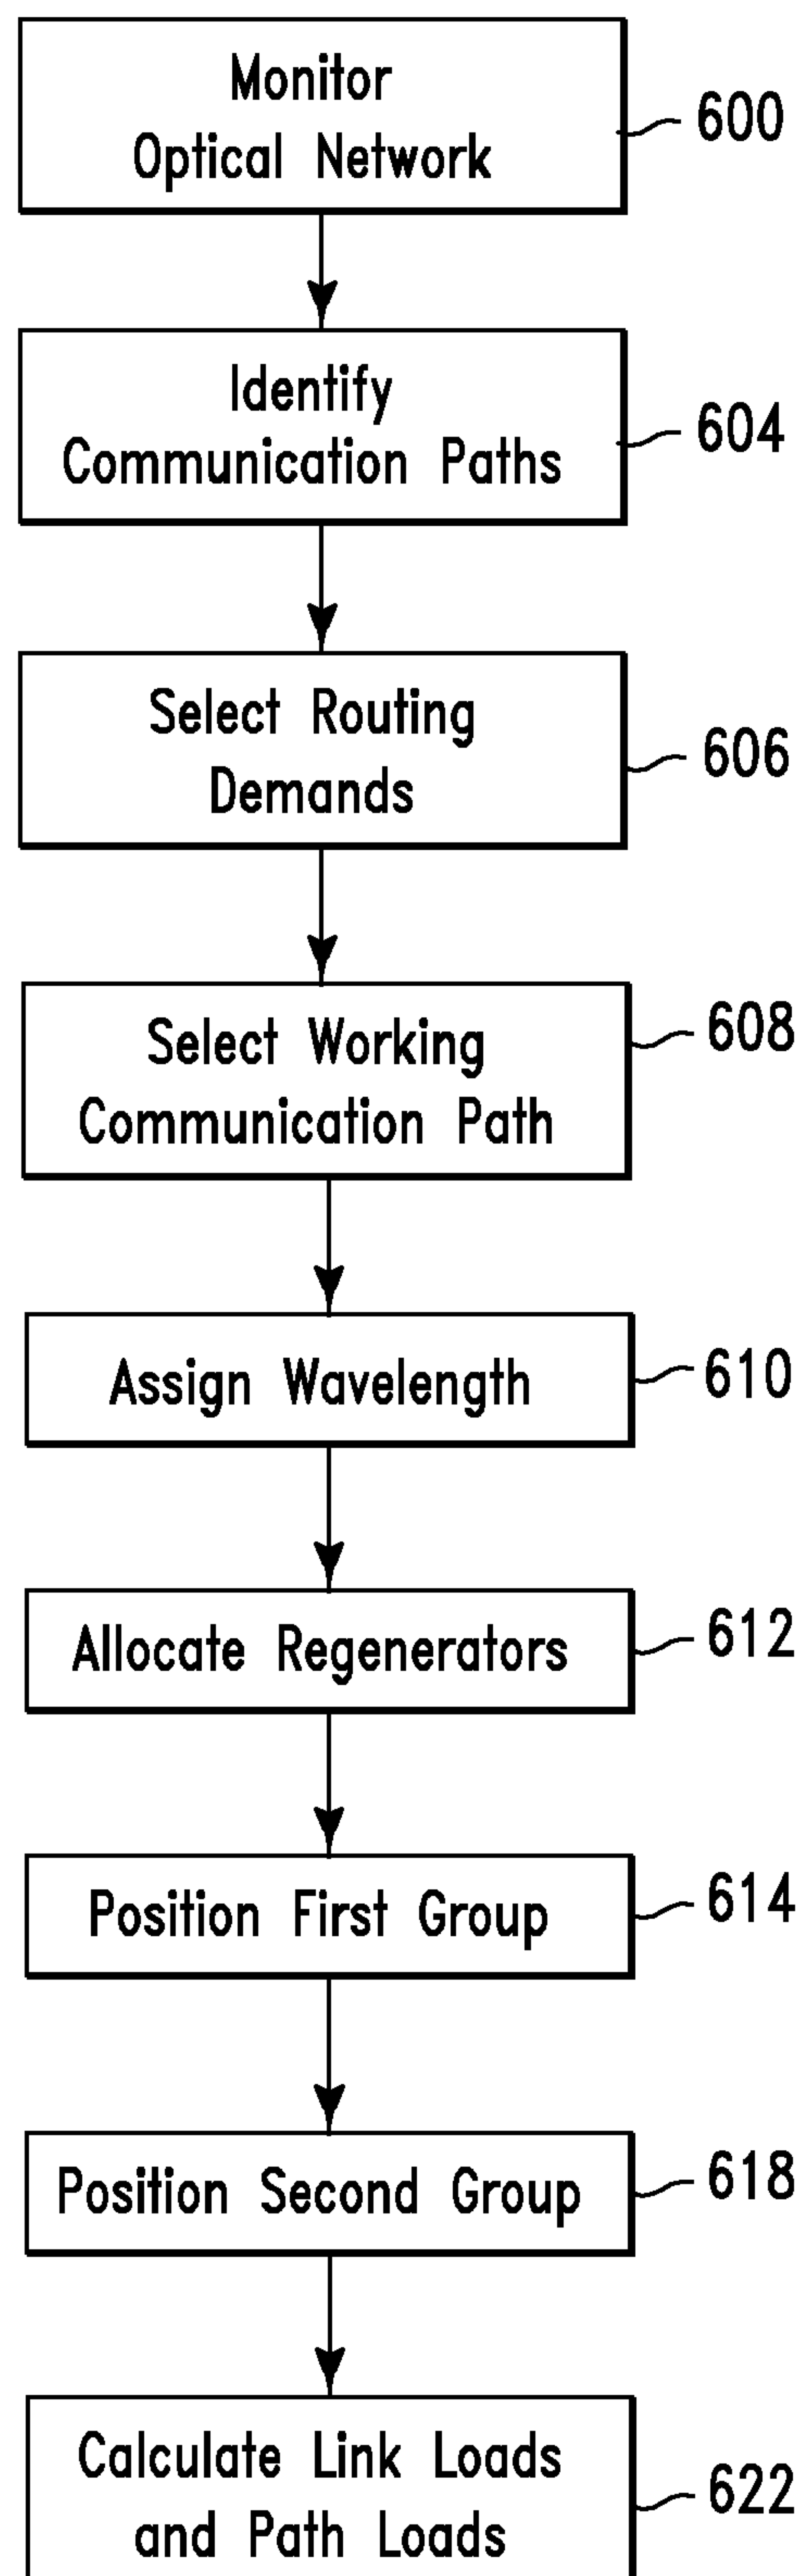 Monitor
Optical Network
600
Identify
Communication Paths
604
Select Routing
Demands
606
Select Working
Communication Path
608
Assign Wavelength
610
Allocate Regenerators
612
Position First Group
614
Position Second Group
618
Calculate Link Loads
and Path Loads
622